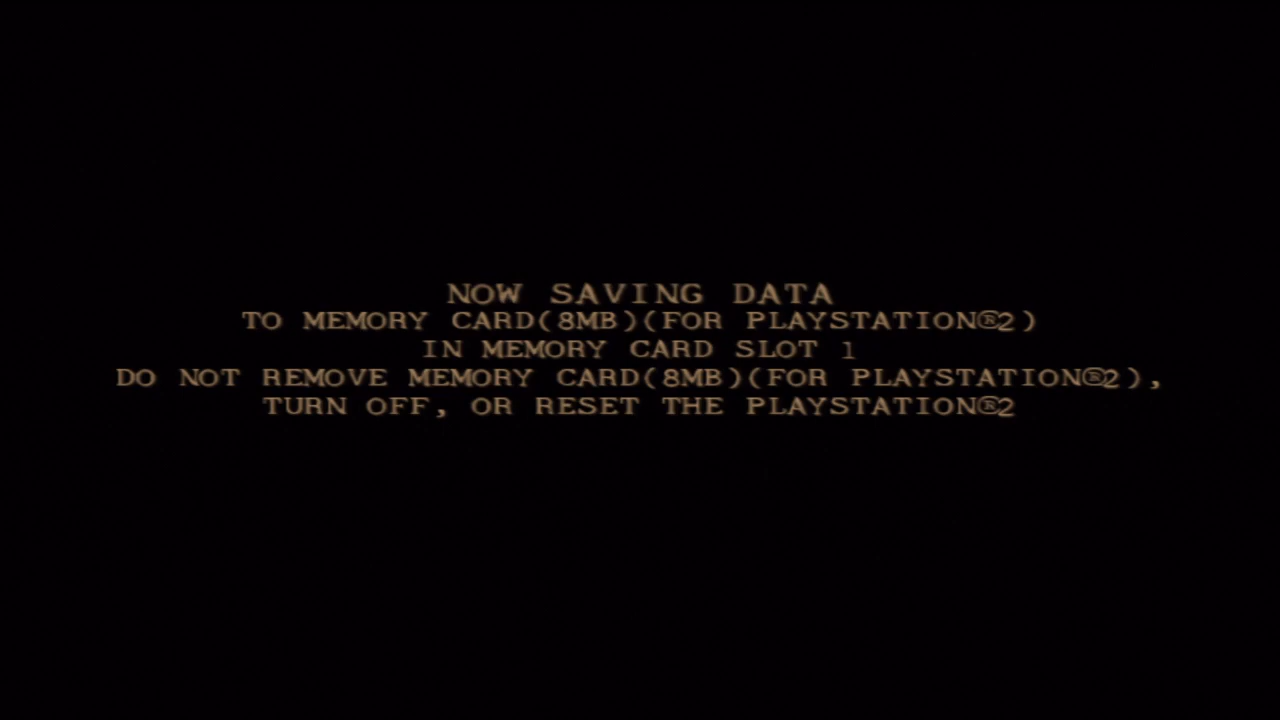 NOW SAVING DATA
TO MEMORY CARD(8MB)(FOR PLAYSTATION®2)
IN MEMORY CARD SLOT 1
DO NOT REMOVE MEMORY CARD(8MB)(FOR PLAYSTATION®2),
TURN OFF, OR RESET THE PLAYSTATION®2